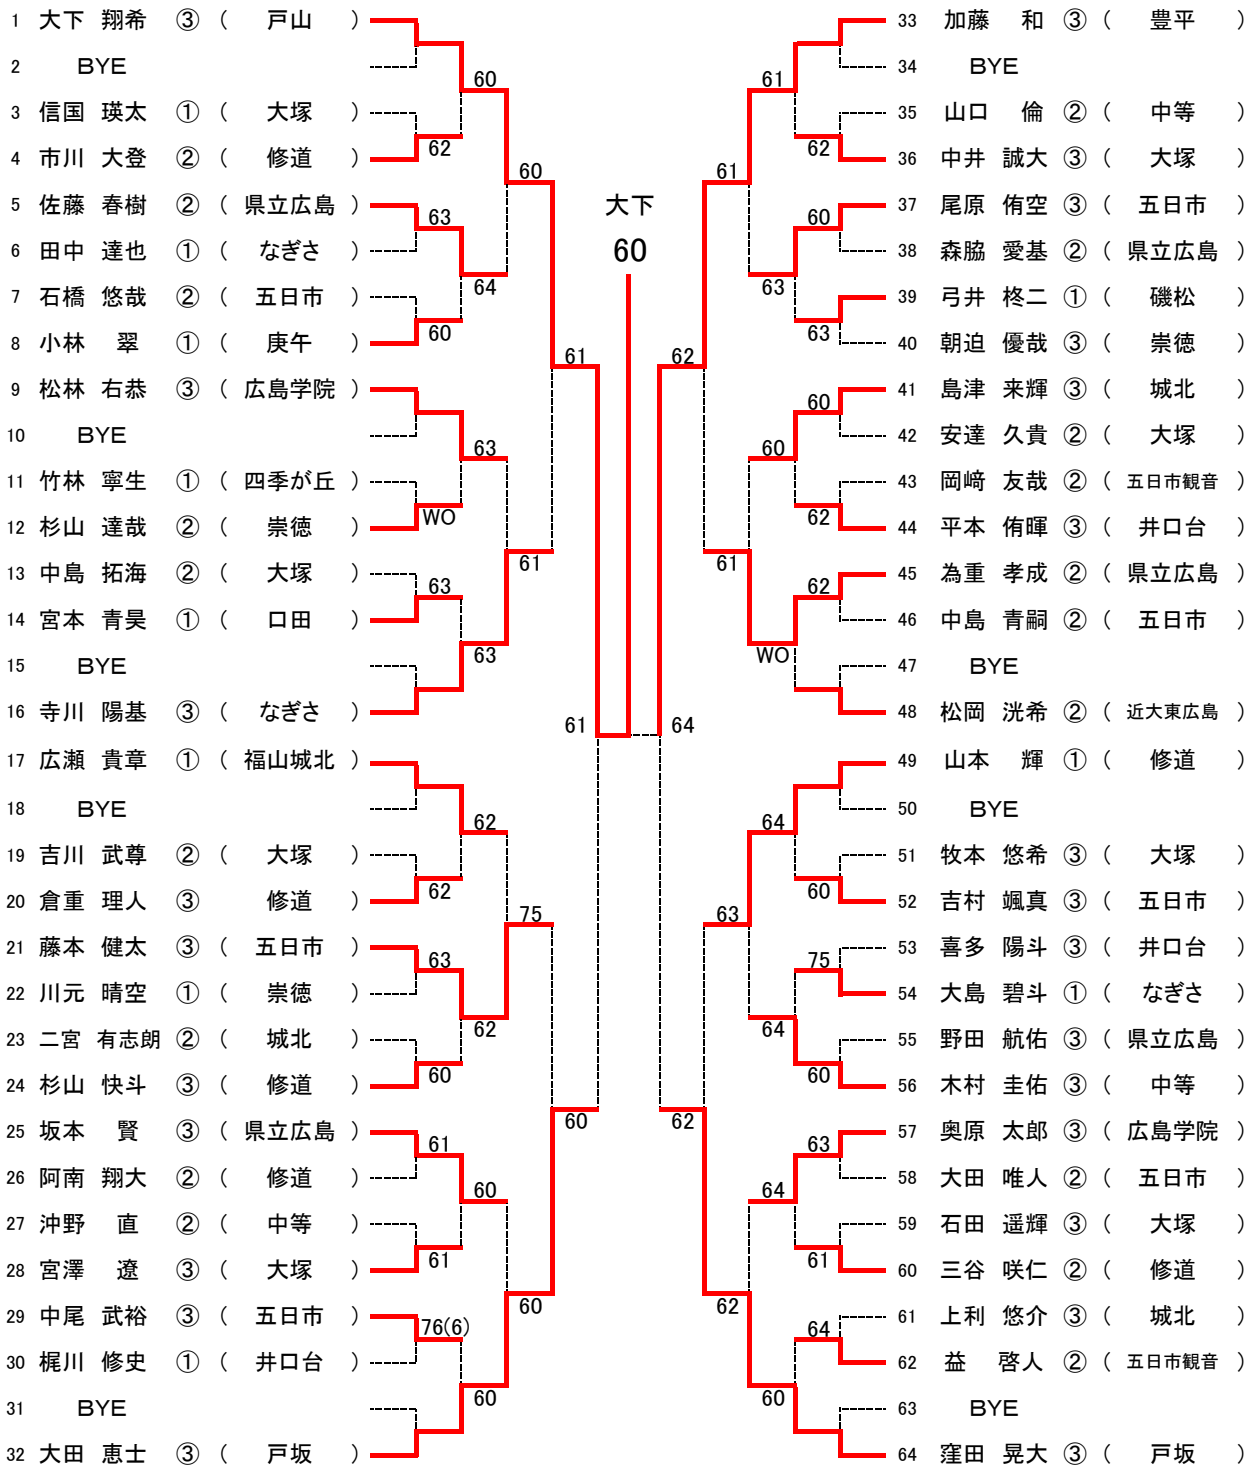 1 大下 翔希 ③ ( 戸山 )
2 BYE
3 信国 瑛太 ① ( 大塚 )
4 市川 大登 ② ( 修道 )
5 佐藤 春樹 ② ( 県立広島 )
6 田中 達也 ① ( なぎさ )
7 石橋 悠哉 ② ( 五日市 )
8 小林 翠 ① ( 庚午 )
9 松林 右恭 ③ ( 広島学院 )
10 BYE
11 竹林 寧生 ① ( 四季が丘 )
12 杉山 達哉 ② ( 崇徳 )
13 中島 拓海 ② ( 大塚 )
14 宮本 青昊 ① ( 口田 )
15 BYE
16 寺川 陽基 ③ ( なぎさ )
17 広瀬 貴章 ① ( 福山城北 )
18 BYE
19 吉川 武尊 ② ( 大塚 )
20 倉重 理人 ③ 修道 )
21 藤本 健太 ③ ( 五日市 )
22 川元 晴空 ① ( 崇徳 )
23 二宮 有志朗 ② ( 城北 )
24 杉山 快斗 ③ ( 修道 )
25 坂本 賢 ③ ( 県立広島 )
26 阿南 翔大 ② ( 修道 )
27 沖野 直 ② ( 中等 )
28 宮澤 遼 ③ ( 大塚 )
29 中尾 武裕 ③ ( 五日市 )
30 梶川 修史 ① ( 井口台 )
31 BYE
32 大田 恵士 ③ ( 戸坂 )
62
63
60
WO
63
62
63
60
61
61
76(6)
60
64
63
63
62
62
60
60
60
61
75
60
61
60
61
大下
60
64
62
62
61
61
63
62
61
63
60
WO
64
64
64
60
62
60
63
60
62
62
60
75
60
63
61
64
33 加藤 和 ③ ( 豊平 )
34 BYE
35 山口 倫 ② ( 中等 )
36 中井 誠大 ③ ( 大塚 )
37 尾原 侑空 ③ ( 五日市 )
38 森脇 愛基 ② ( 県立広島 )
39 弓井 柊二 ① ( 磯松 )
40 朝迫 優哉 ③ ( 崇徳 )
41 島津 来輝 ③ ( 城北 )
42 安達 久貴 ② ( 大塚 )
43 岡﨑 友哉 ② ( 五日市観音 )
44 平本 侑暉 ③ ( 井口台 )
45 為重 孝成 ② ( 県立広島 )
46 中島 青嗣 ② ( 五日市 )
47 BYE
48 松岡 洸希 ② ( 近大東広島 )
49 山本 輝 ① ( 修道 )
50 BYE
51 牧本 悠希 ③ ( 大塚 )
52 吉村 颯真 ③ ( 五日市 )
53 喜多 陽斗 ③ ( 井口台 )
54 大島 碧斗 ① ( なぎさ )
55 野田 航佑 ③ ( 県立広島 )
56 木村 圭佑 ③ ( 中等 )
57 奥原 太郎 ③ ( 広島学院 )
58 大田 唯人 ② ( 五日市 )
59 石田 遥輝 ③ ( 大塚 )
60 三谷 咲仁 ② ( 修道 )
61 上利 悠介 ③ ( 城北 )
62 益 啓人 ② ( 五日市観音 )
63 BYE
64 窪田 晃大 ③ ( 戸坂 )